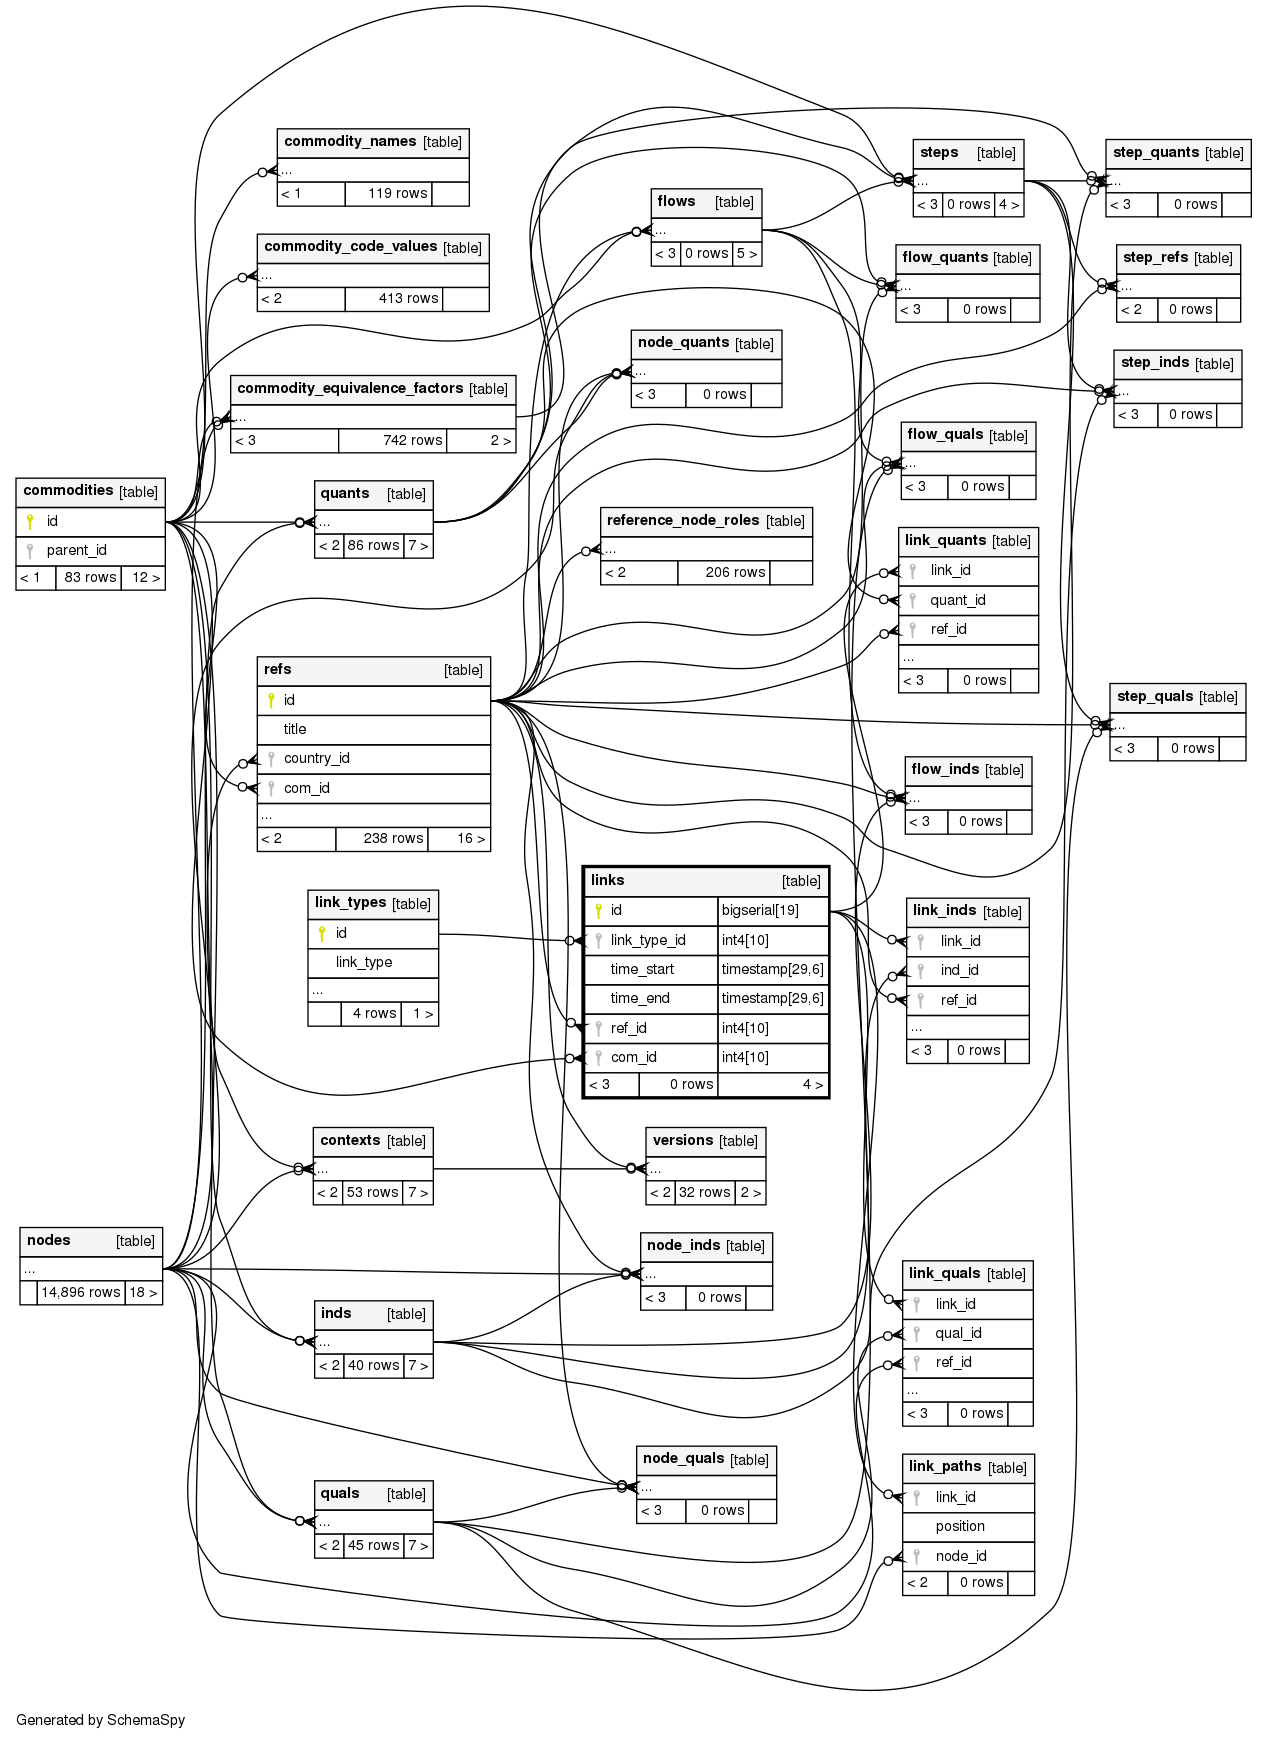 commodity_names [table]
...
< 1 119 rows
commodity_code_values [table]
...
< 2 413 rows
commodity_equivalence_factors [table]
...
< 3 742 rows 2 >
commodities [table]
id
parent_id
< 1 83 rows 12 >
quants [table]
...
< 2 86 rows 7 >
refs [table]
id
title
country_id
com_id
...
< 2 238 rows 16 >
link_types [table]
id
link_type
...
4 rows 1 >
contexts [table]
...
< 2 53 rows 7 >
nodes [table]
...
14,896 rows 18 >
inds [table]
...
< 2 40 rows 7 >
quals [table]
...
< 2 45 rows 7 >
flows [table]
...
< 3 0 rows 5 >
node_quants [table]
...
< 3 0 rows
reference_node_roles [table]
...
< 2 206 rows
links [table]
id bigserial[19]
link_type_id int4[10]
time_start timestamp[29,6]
time_end timestamp[29,6]
ref_id int4[10]
com_id int4[10]
< 3 0 rows 4 >
versions [table]
...
< 2 32 rows 2 >
node_inds [table]
...
< 3 0 rows
node_quals [table]
...
< 3 0 rows
steps [table]
...
< 3 0 rows 4 >
flow_quants [table]
...
< 3 0 rows
flow_quals [table]
...
< 3 0 rows
link_quants [table]
link_id
quant_id
ref_id
...
< 3 0 rows
flow_inds [table]
...
< 3 0 rows
link_inds [table]
link_id
ind_id
ref_id
...
< 3 0 rows
link_quals [table]
link_id
qual_id
ref_id
...
< 3 0 rows
link_paths [table]
link_id
position
node_id
< 2 0 rows
step_quants [table]
...
< 3 0 rows
step_refs [table]
...
< 2 0 rows
step_inds [table]
...
< 3 0 rows
step_quals [table]
...
< 3 0 rows
Generated by SchemaSpy